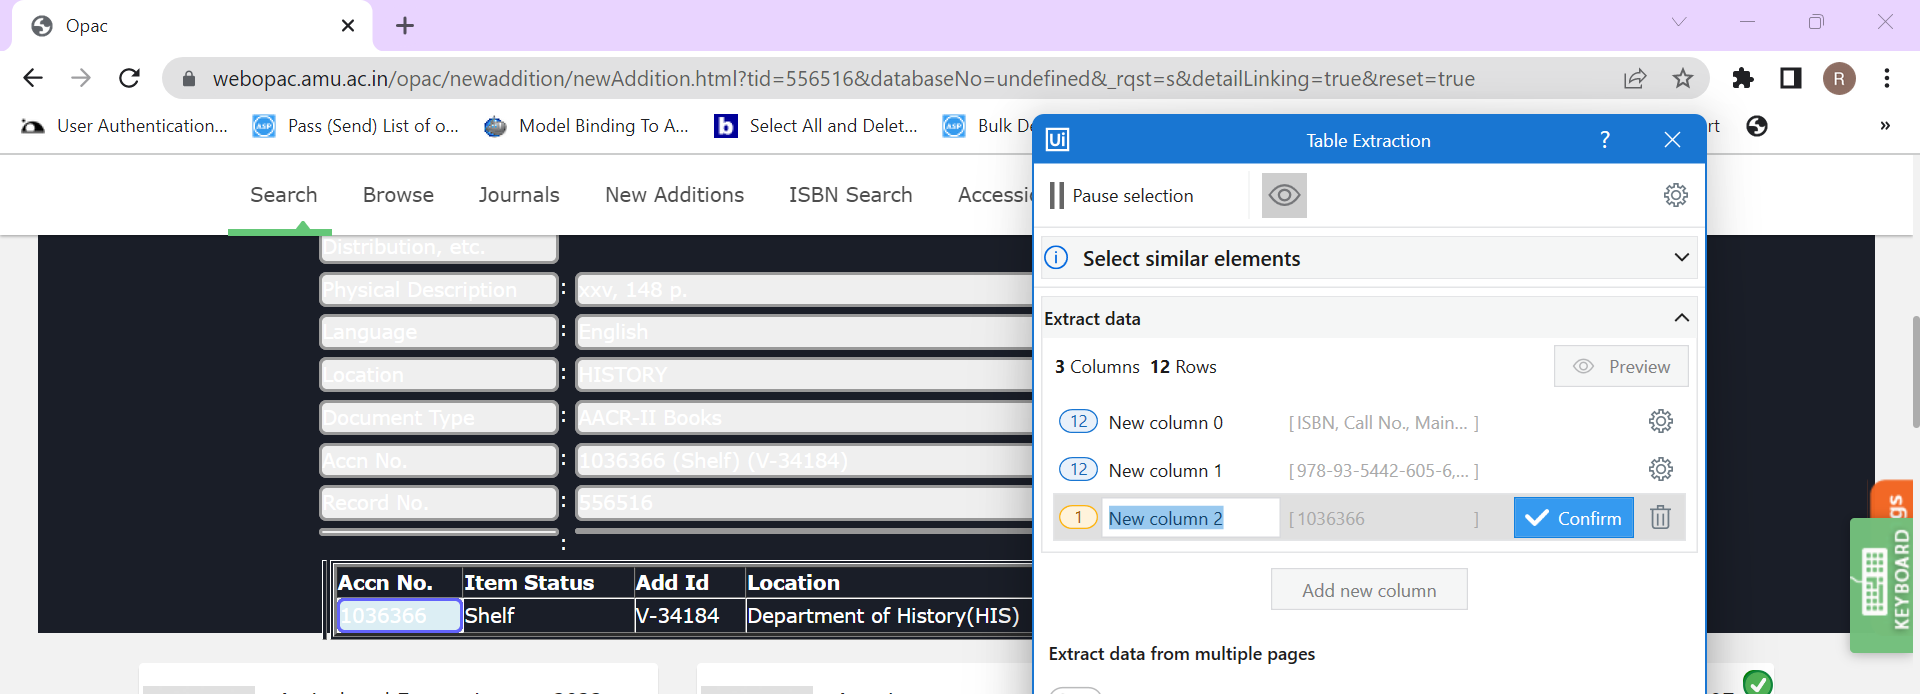 Opac
webopac.amu.ac.in/opac/newaddition/newAddition.html?tid=556516&databaseNo=undefined&_rqst=s&detailLinking=true&reset=true
R
User Authentication... Pass (Send) List of o... Model Binding To A... b Select All and Delet... Bulk De rt »
Ui Table Extraction ?
Search Browse Journals New Additions ISBN Search Accessi
Pause selection
Select similar elements
Distribution, etc.
Physical Description : xxv, 148 p.
Language : English
Location : HISTORY
Document Type : AACR-II Books
Accn No. : 1036366 (Shelf) (V-34184)
Record No. : 556516
:
Accn No. Item Status Add Id Location
1036366 Shelf V-34184 Department of History(HIS)
Extract data
3 Columns 12 Rows Preview
12 New column 0 [ISBN, Call No., Main... ]
12 New column 1 [978-93-5442-605-6,... ]
1 New column 2 [1036366 ] Confirm
Add new column
Extract data from multiple pages
gs
KEYBOARD